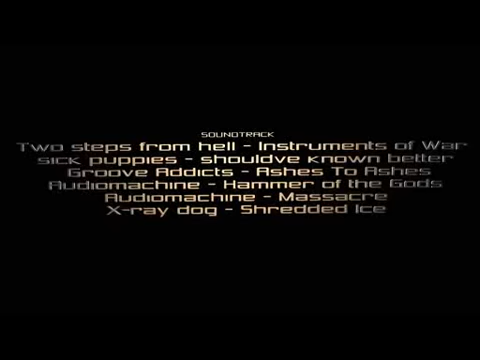 SOUNDTRACK
Two steps from hell - Instruments of War
sick puppies - shouldve known better
Groove Addicts - Ashes To Ashes
Audiomachine - Hammer of the Gods
Audiomachine - Massacre
X-ray dog - Shredded Ice